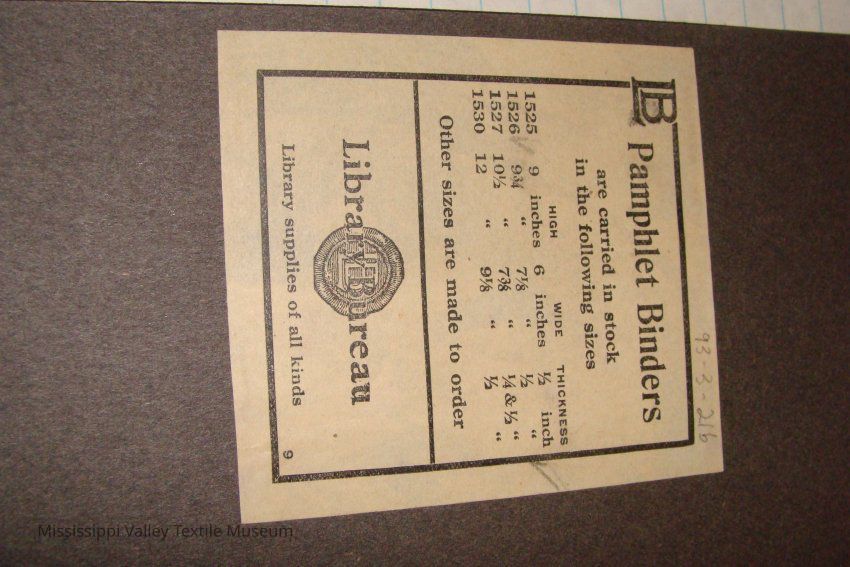 93-3-216
LB Pamphlet Binders
are carried in stock
in the following sizes
HIGH WIDE THICKNESS
1525 9 inches 6 inches ½ inch
1526 9¾ " 7⅛ " ½ "
1527 10½ " 7⅜ " ¼ & ½ "
1530 12 " 9⅛ " ½ "
Other sizes are made to order
Library Bureau
Library supplies of all kinds
9
Mississippi Valley Textile Museum